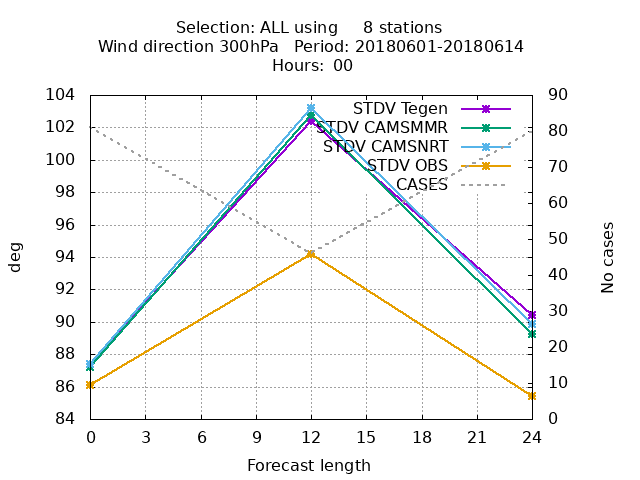 Selection: ALL using 8 stations
Wind direction 300hPa Period: 20180601-20180614
Hours: 00
104 90
STDV Tegen
102 80
STDV CAMSMMR
STDV CAMSNRT
100 70
STDV OBS
98 60
CASES
96 50
94 40
92 30
90 20
88 10
86 0
84
deg
No cases
0 3 6 9 12 15 18 21 24
Forecast length